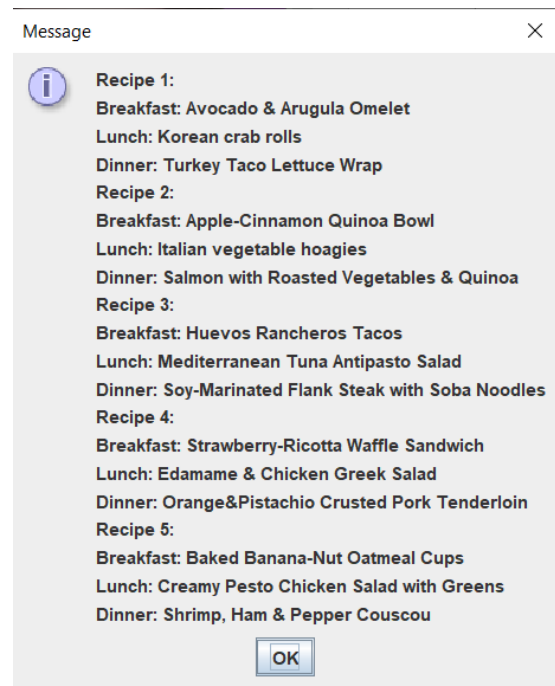 Message
Recipe 1:
Breakfast: Avocado & Arugula Omelet
Lunch: Korean crab rolls
Dinner: Turkey Taco Lettuce Wrap
Recipe 2:
Breakfast: Apple-Cinnamon Quinoa Bowl
Lunch: Italian vegetable hoagies
Dinner: Salmon with Roasted Vegetables & Quinoa
Recipe 3:
Breakfast: Huevos Rancheros Tacos
Lunch: Mediterranean Tuna Antipasto Salad
Dinner: Soy-Marinated Flank Steak with Soba Noodles
Recipe 4:
Breakfast: Strawberry-Ricotta Waffle Sandwich
Lunch: Edamame & Chicken Greek Salad
Dinner: Orange&Pistachio Crusted Pork Tenderloin
Recipe 5:
Breakfast: Baked Banana-Nut Oatmeal Cups
Lunch: Creamy Pesto Chicken Salad with Greens
Dinner: Shrimp, Ham & Pepper Couscou
OK